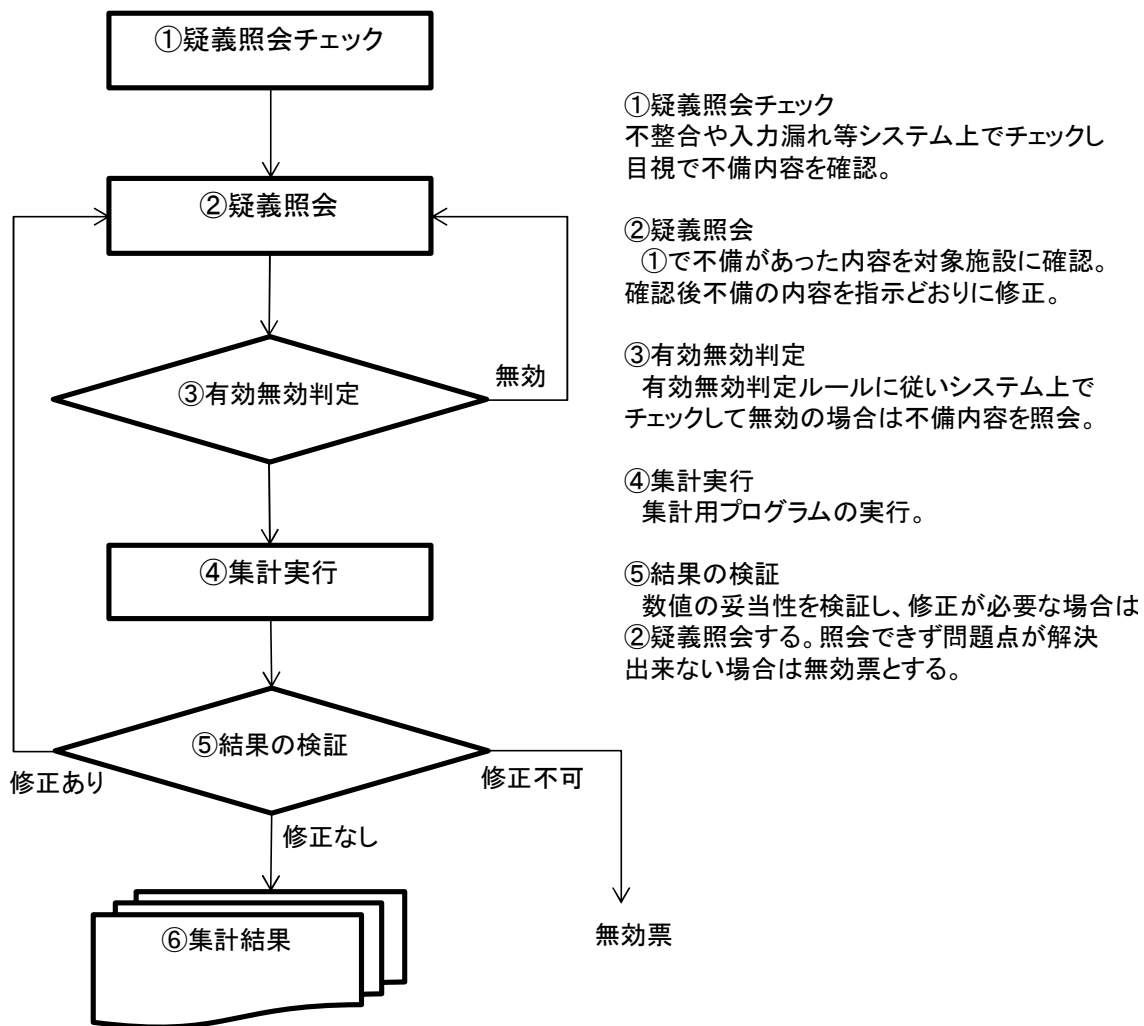 ①疑義照会チェック
②疑義照会
③有効無効判定
無効
④集計実行
⑤結果の検証
修正あり
修正不可
修正なし
⑥集計結果
無効票
①疑義照会チェック
不整合や入力漏れ等システム上でチェックし
目視で不備内容を確認。
②疑義照会
①で不備があった内容を対象施設に確認。
確認後不備の内容を指示どおりに修正。
③有効無効判定
有効無効判定ルールに従いシステム上で
チェックして無効の場合は不備内容を照会。
④集計実行
集計用プログラムの実行。
⑤結果の検証
数値の妥当性を検証し、修正が必要な場合は
②疑義照会する。照会できず問題点が解決
出来ない場合は無効票とする。